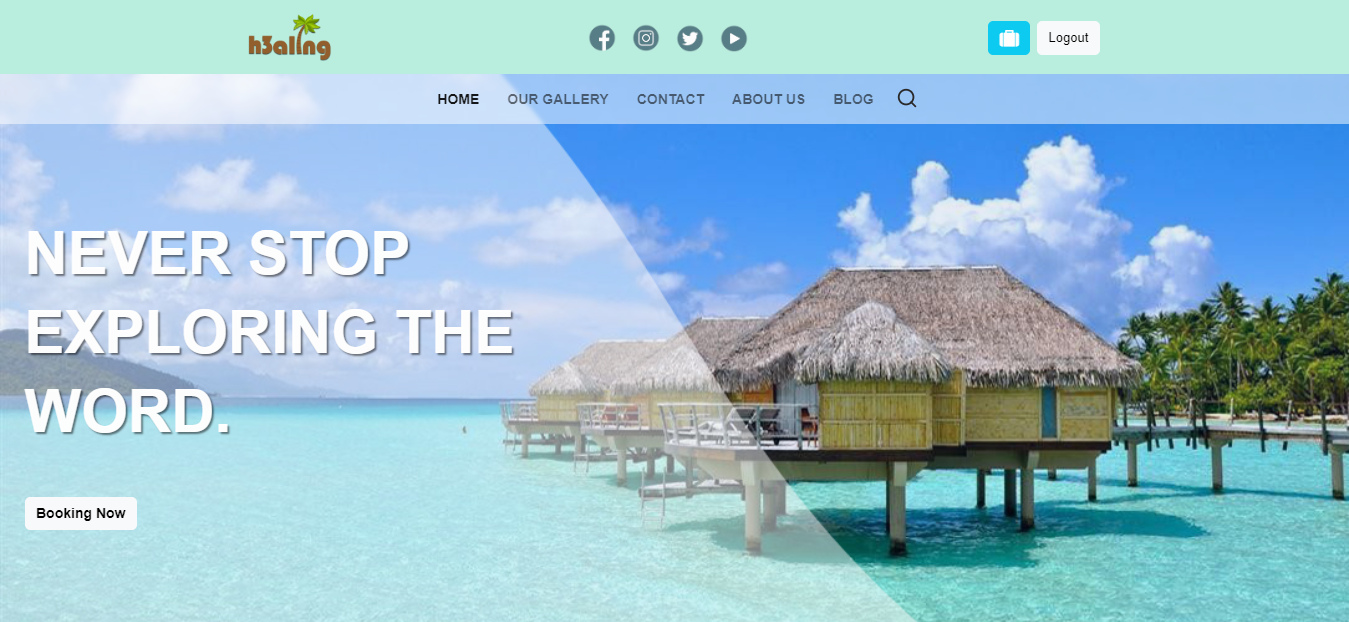 h3aling
Logout
HOME OUR GALLERY CONTACT ABOUT US BLOG
NEVER STOP
EXPLORING THE
WORD.
Booking Now